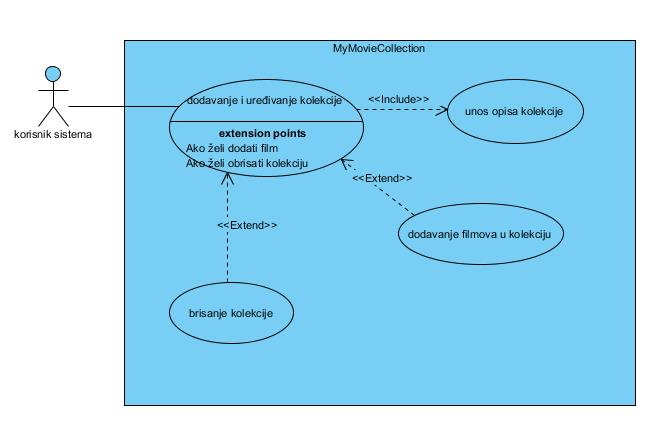 MyMovieCollection
korisnik sistema
dodavanje i uređivanje kolekcije
extension points
Ako želi dodati film
Ako želi obrisati kolekciju
<<Include>>
unos opisa kolekcije
<<Extend>>
dodavanje filmova u kolekciju
<<Extend>>
brisanje kolekcije